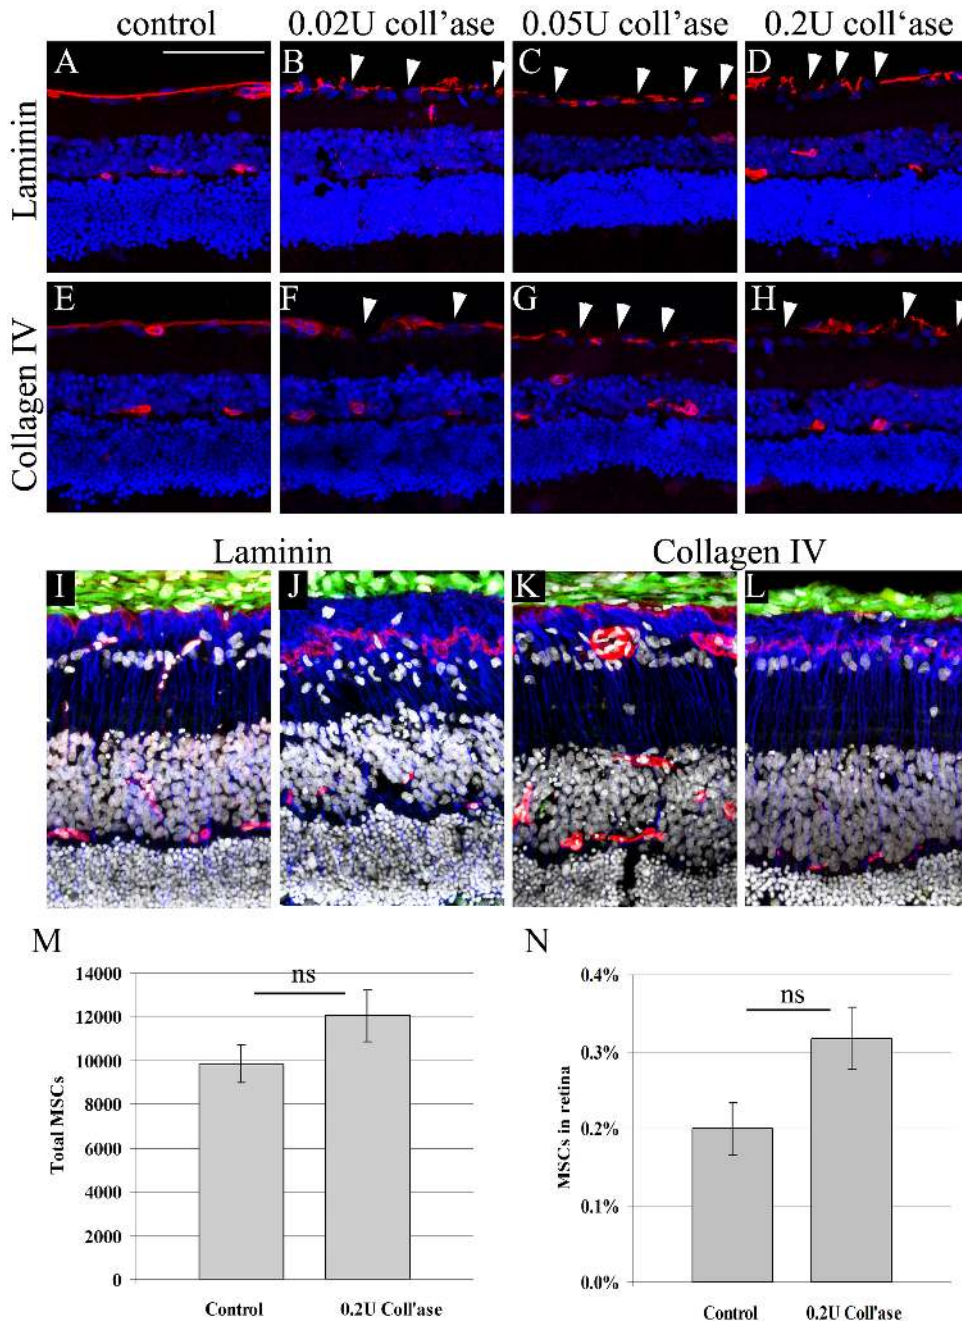 control 0.02U coll'ase 0.05U coll'ase 0.2U coll‘ase
Laminin
A B C D
Collagen IV
E F G H
Laminin Collagen IV
I J K L
M
14000
12000
10000
8000
6000
4000
2000
0
Total MSCs
ns
Control 0.2U Coll'ase
N
0.4%
0.3%
0.2%
0.1%
0.0%
MSCs in retina
ns
Control 0.2U Coll'ase